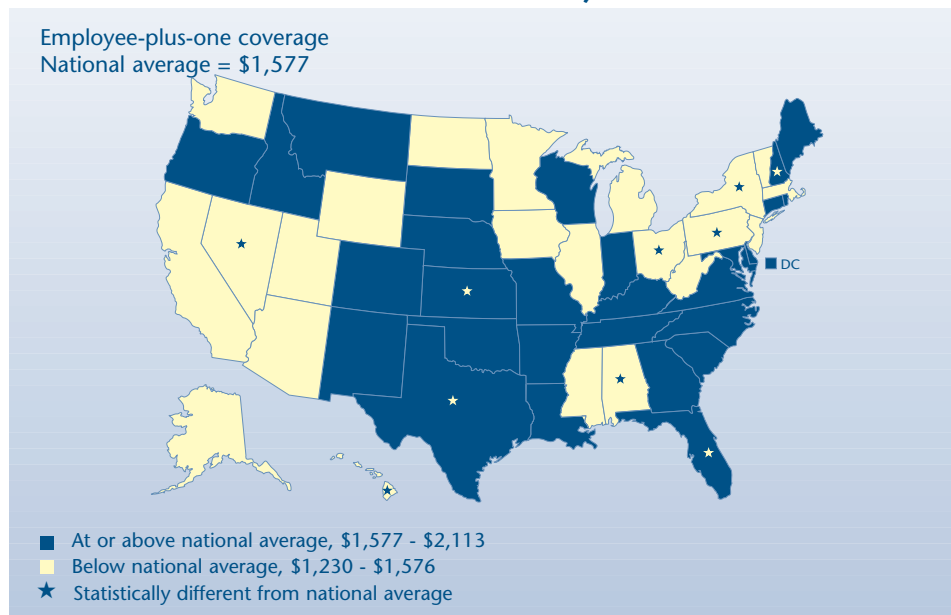 Employee-plus-one coverage
National average = $1,577
DC
At or above national average, $1,577 - $2,113
Below national average, $1,230 - $1,576
Statistically different from national average